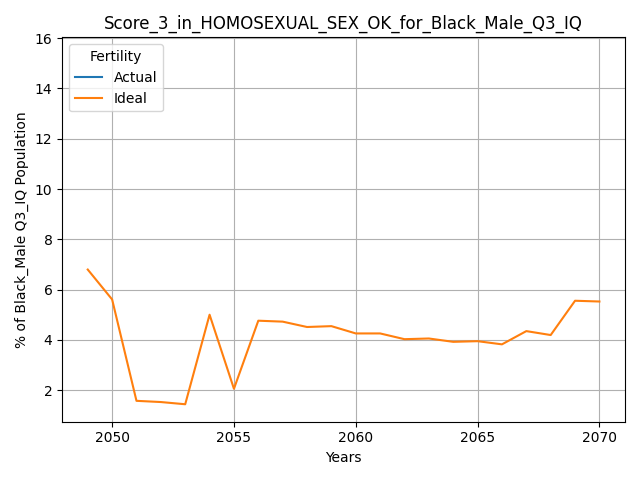 Score_3_in_HOMOSEXUAL_SEX_OK_for_Black_Male_Q3_IQ
16
14
12
10
8
6
4
2
% of Black_Male Q3_IQ Population
Fertility
Actual
Ideal
2050 2055 2060 2065 2070
Years